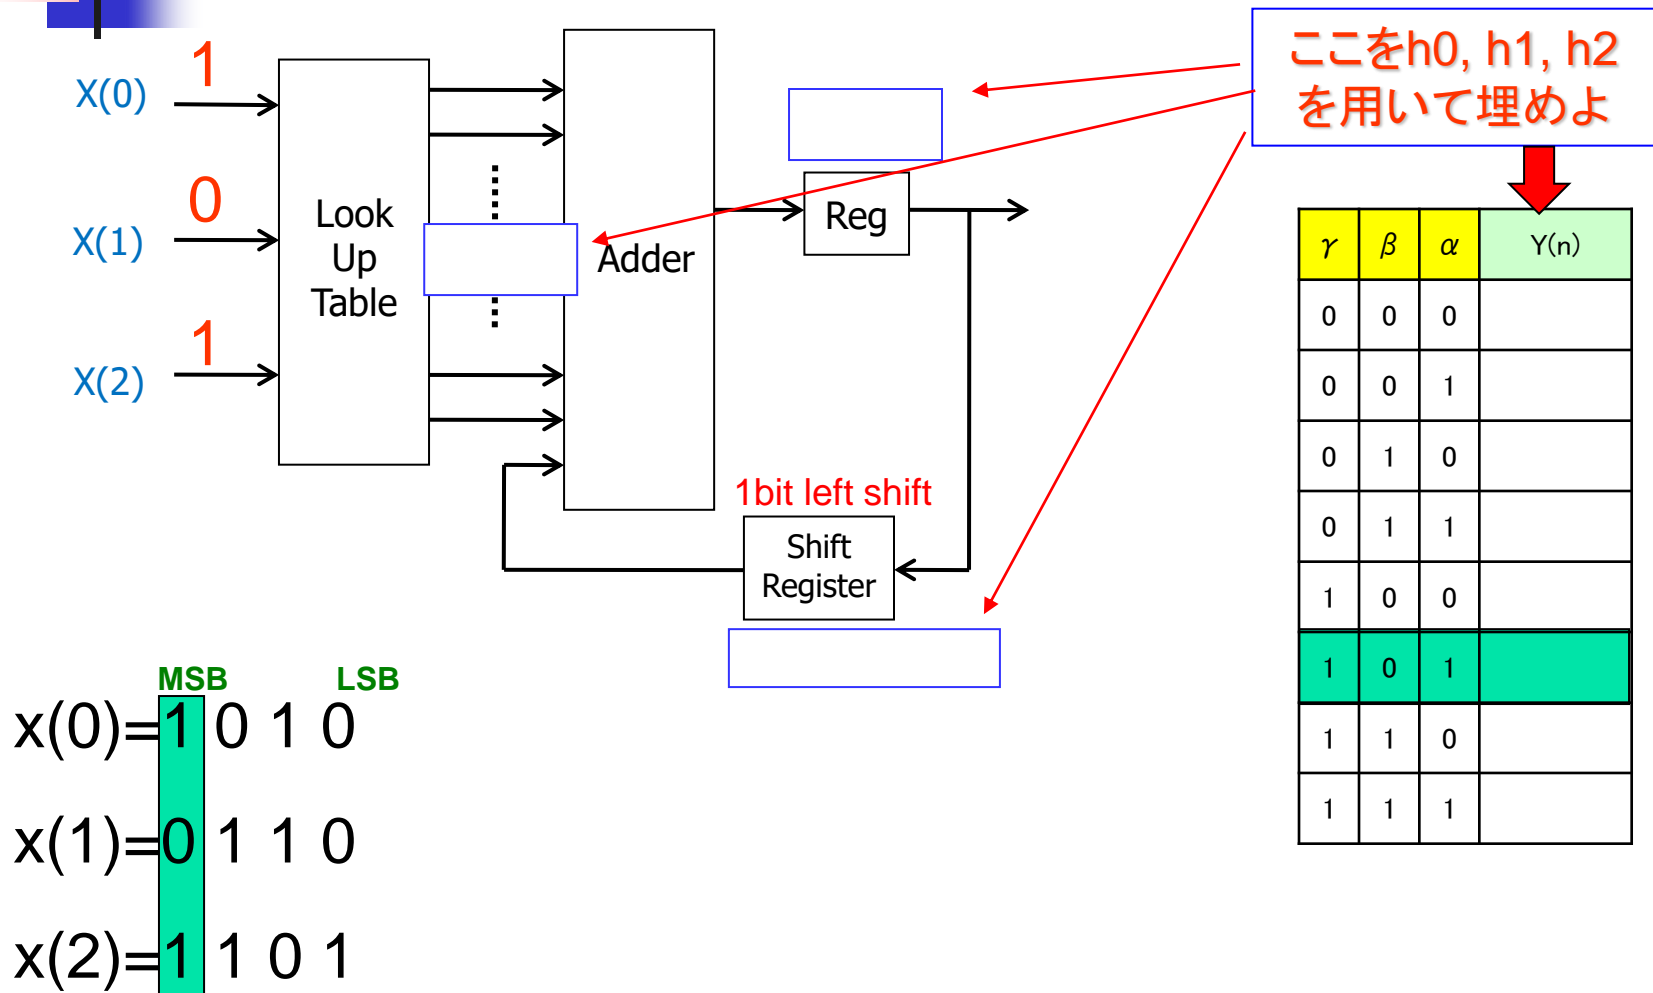 1
X(0)
0
X(1)
1
X(2)
Look
Up
Table
Adder
Reg
1bit left shift
Shift
Register
ここをh0, h1, h2
を用いて埋めよ
γ β α Y(n)
0 0 0
0 0 1
0 1 0
0 1 1
1 0 0
1 0 1
1 1 0
1 1 1
MSB LSB
x(0)=1 0 1 0
x(1)=0 1 1 0
x(2)=1 1 0 1